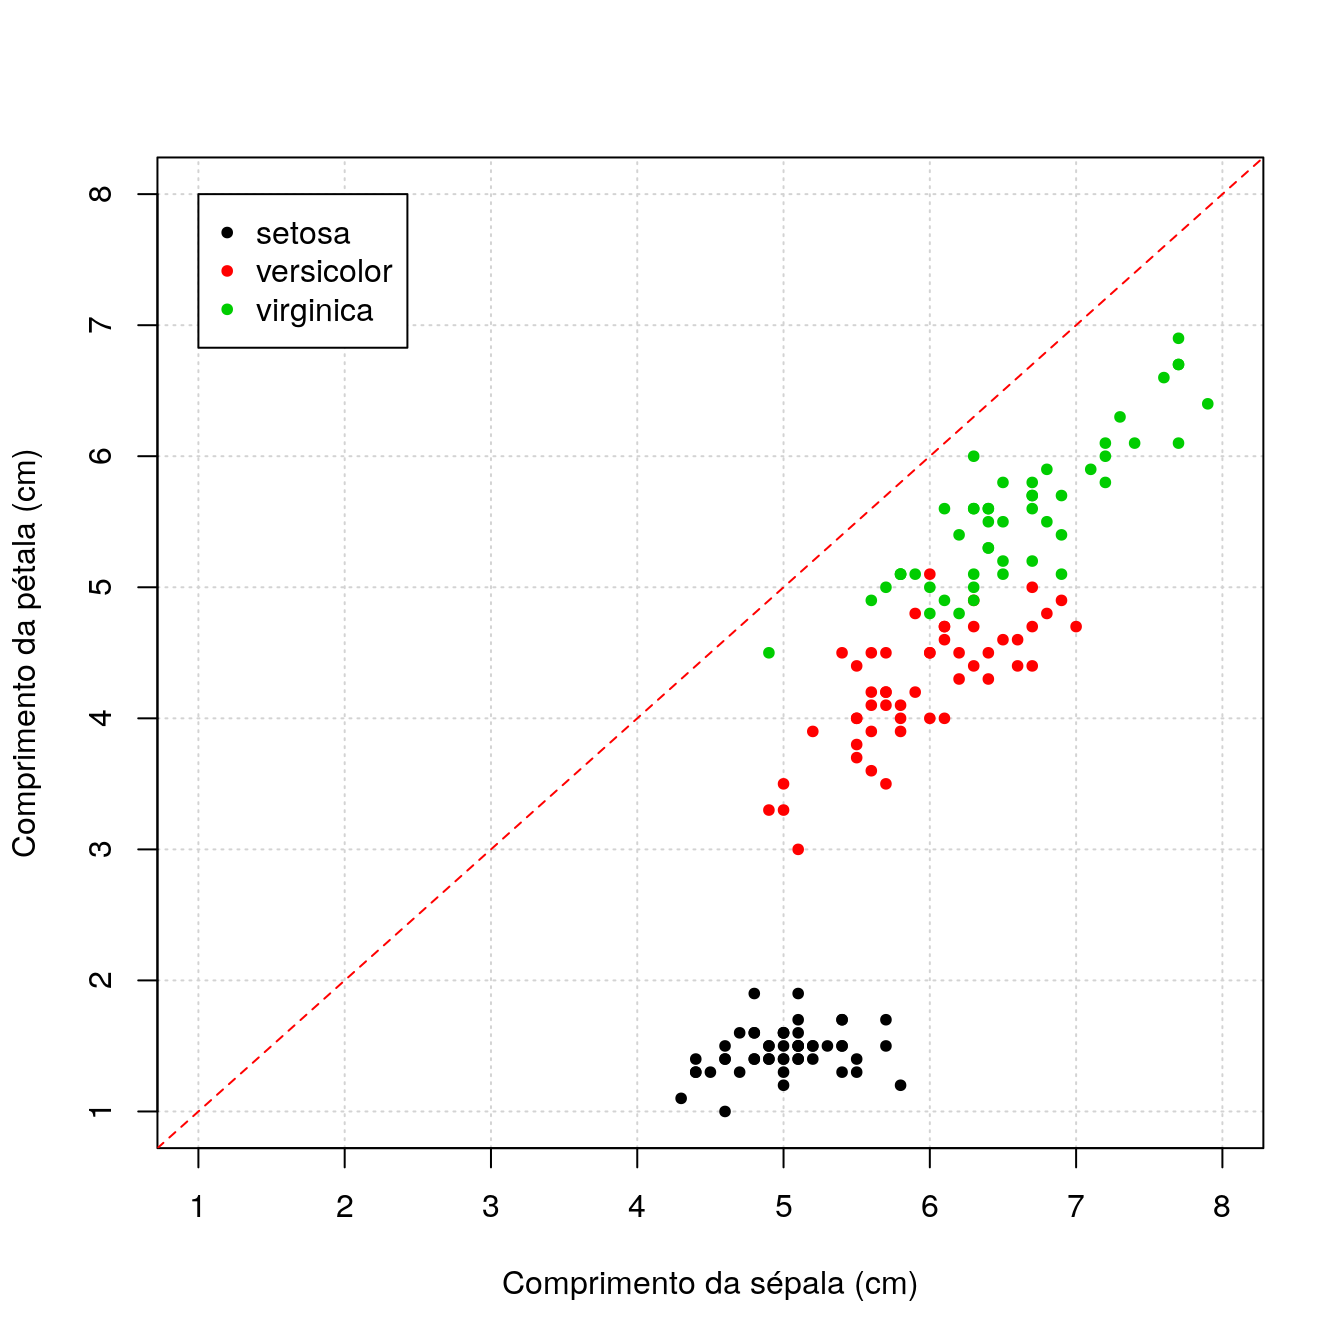 setosa
versicolor
virginica
8
7
6
5
4
3
2
1
Comprimento da pétala (cm)
1 2 3 4 5 6 7 8
Comprimento da sépala (cm)